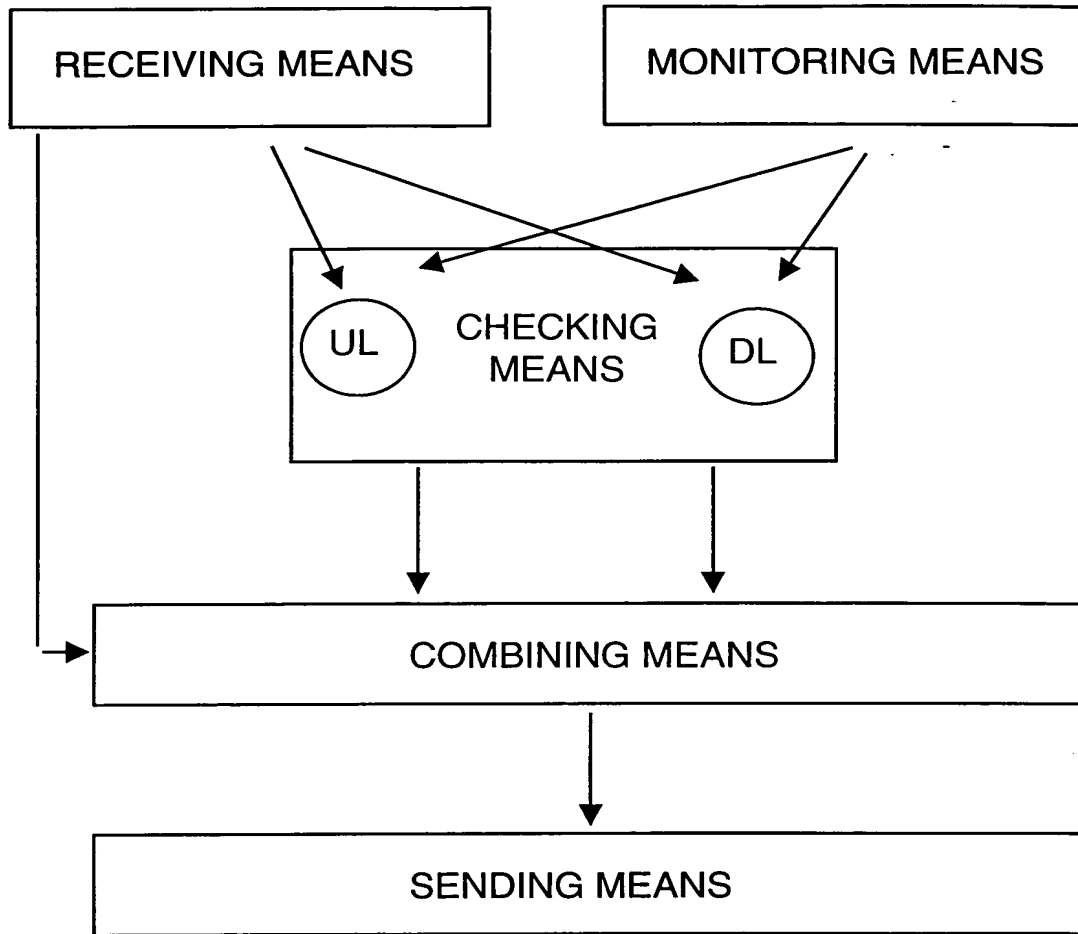 RECEIVING MEANS
MONITORING MEANS
UL
CHECKING
MEANS
DL
COMBINING MEANS
SENDING MEANS